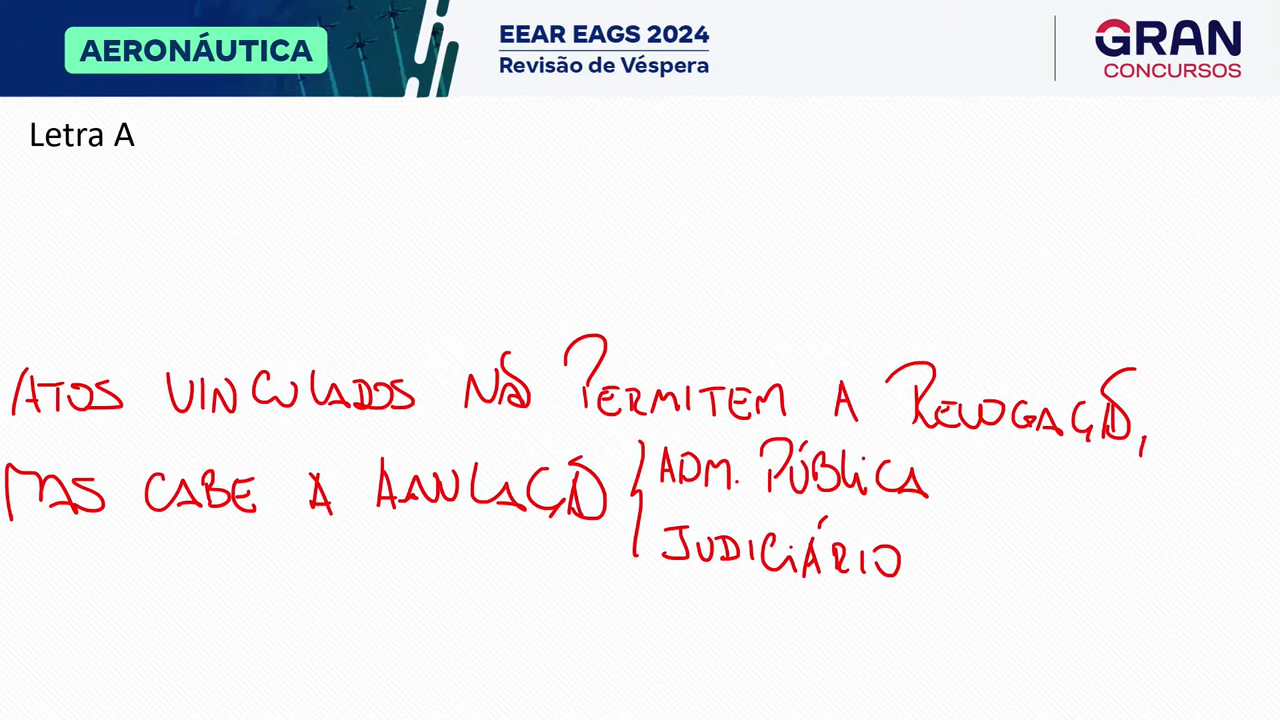 AERONÁUTICA
EEAR EAGS 2024
Revisão de Véspera
GRAN
CONCURSOS
Letra A
ATOS VINCULADOS NÃO PERMITEM A REVOGAÇÃO,
MAS CABE A ANULAÇÃO { ADM. PÚBLICA
JUDICIÁRIO